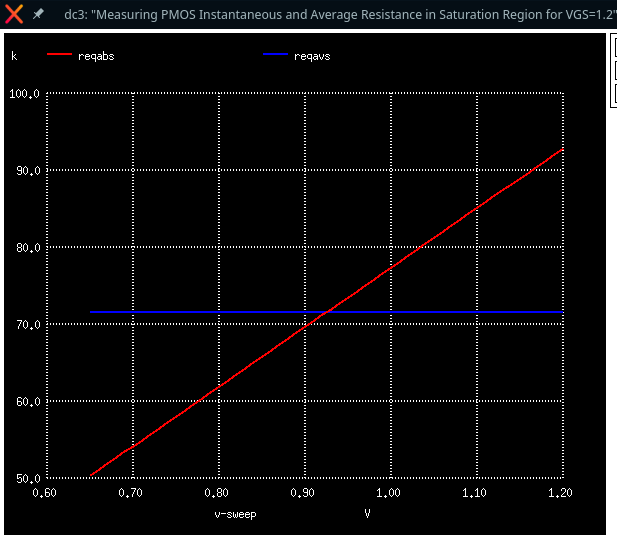 dc3: "Measuring PMOS Instantaneous and Average Resistance in Saturation Region for VGS=1.2"
k
reqabs
reqavs
100.0
90.0
80.0
70.0
60.0
50.0
0.60 0.70 0.80 0.90 1.00 1.10 1.20
v-sweep V